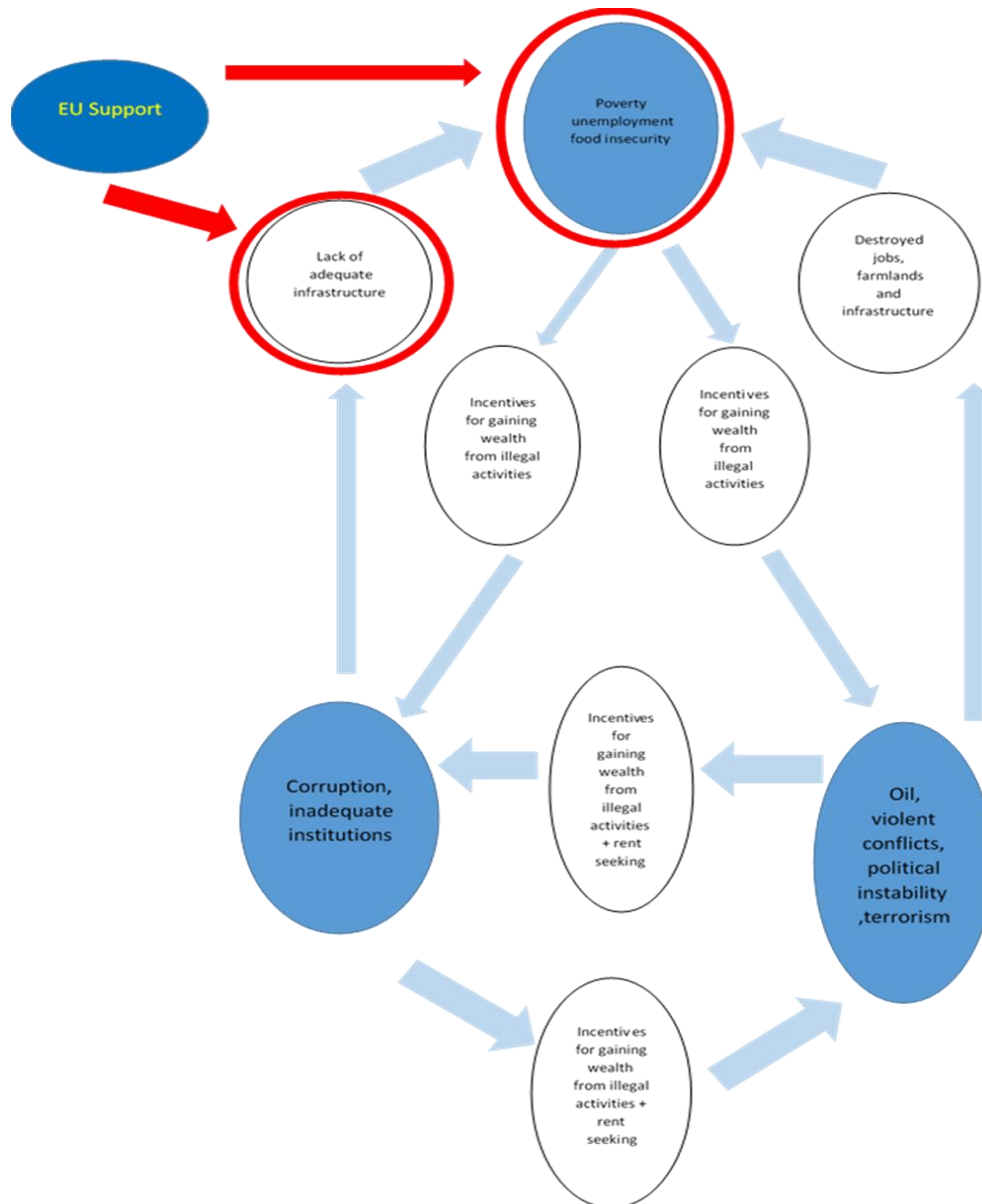 EU Support
Poverty
unemployment
food insecurity
Lack of
adequate
infrastructure
Destroyed
jobs,
farmlands
and
infrastructure
Incentives
for gaining
wealth
from illegal
activities
Incentives
for gaining
wealth
from
illegal
activities
Incentives
for
gaining
wealth
from
illegal
activities
+ rent
seeking
Corruption,
inadequate
institutions
Oil,
violent
conflicts,
political
instability
,terrorism
Incentives
for gaining
wealth
from illegal
activities +
rent
seeking